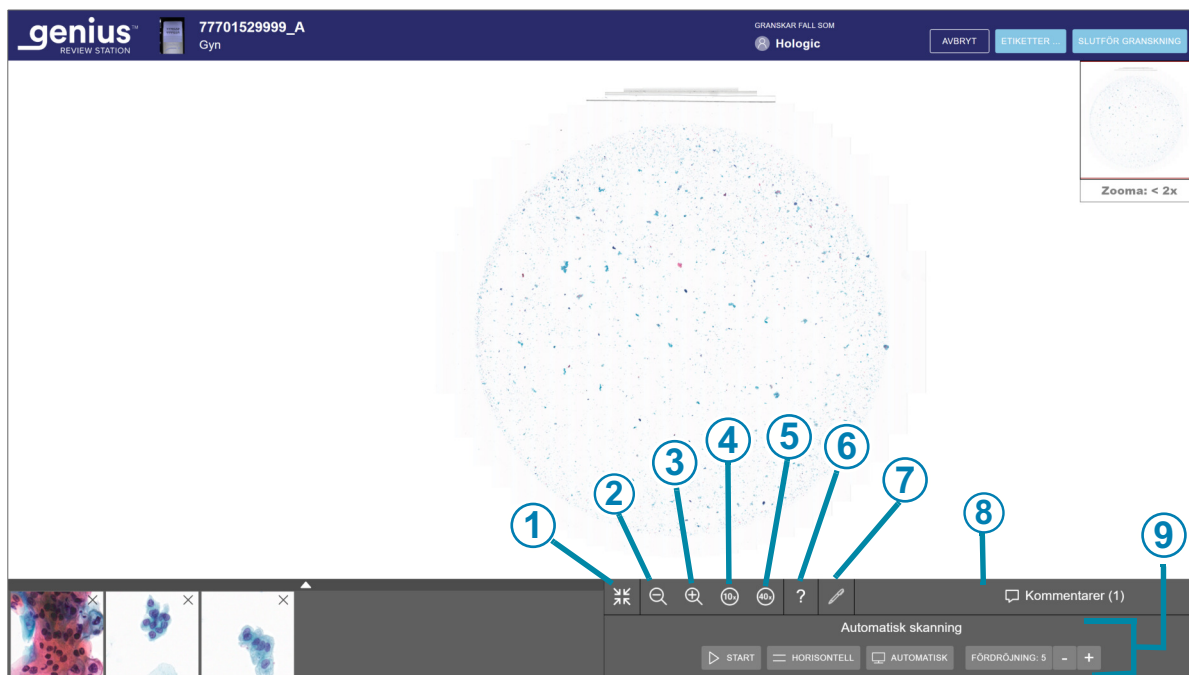 genius™
REVIEW STATION
77701529999_A
Gyn
GRANSKAR FALL SOM
Hologic
AVBRYT
ETIKETTER ...
SLUTFÖR GRANSKNING
Zooma: < 2x
1
2
3
4
5
6
7
8
9
10x
40x
?
Kommentarer (1)
Automatisk skanning
START
HORISONTELL
AUTOMATISK
FÖRDRÖJNING: 5
-
+